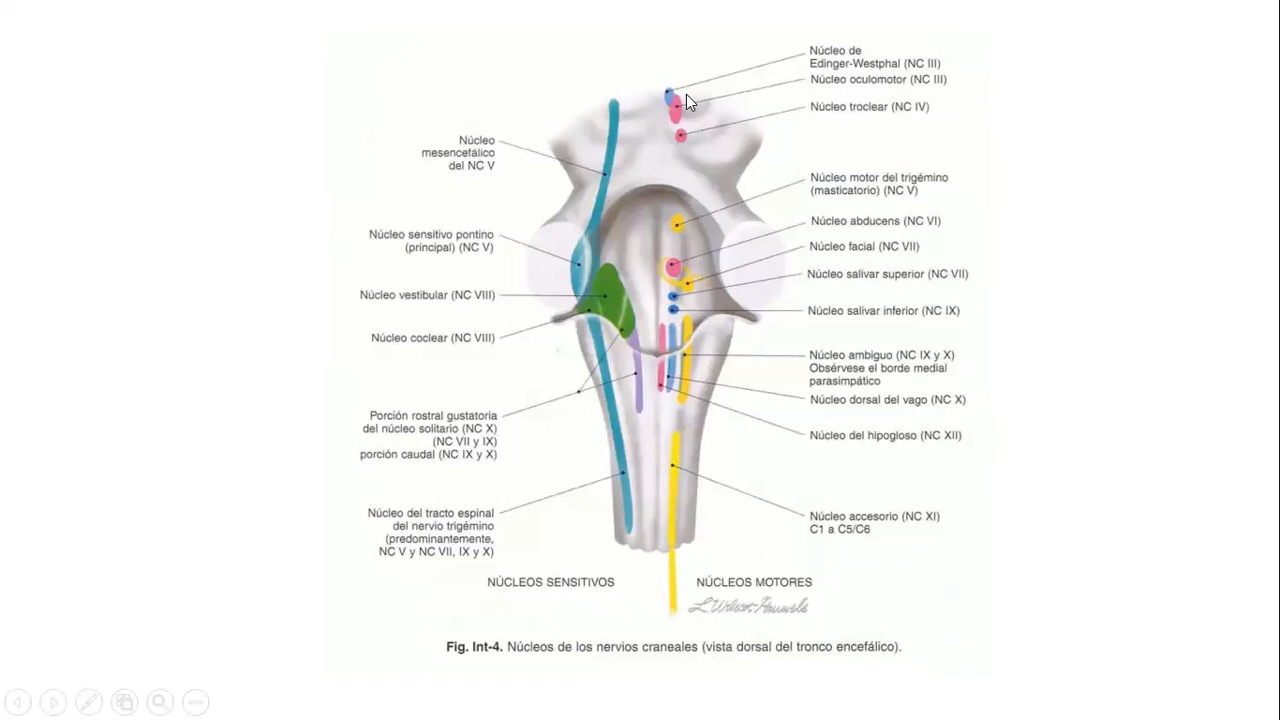 Núcleo de
Edinger-Westphal (NC III)
Núcleo oculomotor (NC III)
Núcleo troclear (NC IV)
Núcleo
mesencefálico
del NC V
Núcleo motor del trigémino
(masticatorio) (NC V)
Núcleo abducens (NC VI)
Núcleo sensitivo pontino
(principal) (NC V)
Núcleo facial (NC VII)
Núcleo salivar superior (NC VII)
Núcleo vestibular (NC VIII)
Núcleo salivar inferior (NC IX)
Núcleo coclear (NC VIII)
Núcleo ambiguo (NC IX y X)
Obsérvese el borde medial
parasimpático
Núcleo dorsal del vago (NC X)
Porción rostral gustatoria
del núcleo solitario (NC X)
(NC VII y IX)
porción caudal (NC IX y X)
Núcleo del hipogloso (NC XII)
Núcleo del tracto espinal
del nervio trigémino
(predominantemente,
NC V y NC VII, IX y X)
Núcleo accesorio (NC XI)
C1 a C5/C6
NÚCLEOS SENSITIVOS
NÚCLEOS MOTORES
L Wilson-Pauwels
Fig. Int-4. Núcleos de los nervios craneales (vista dorsal del tronco encefálico).